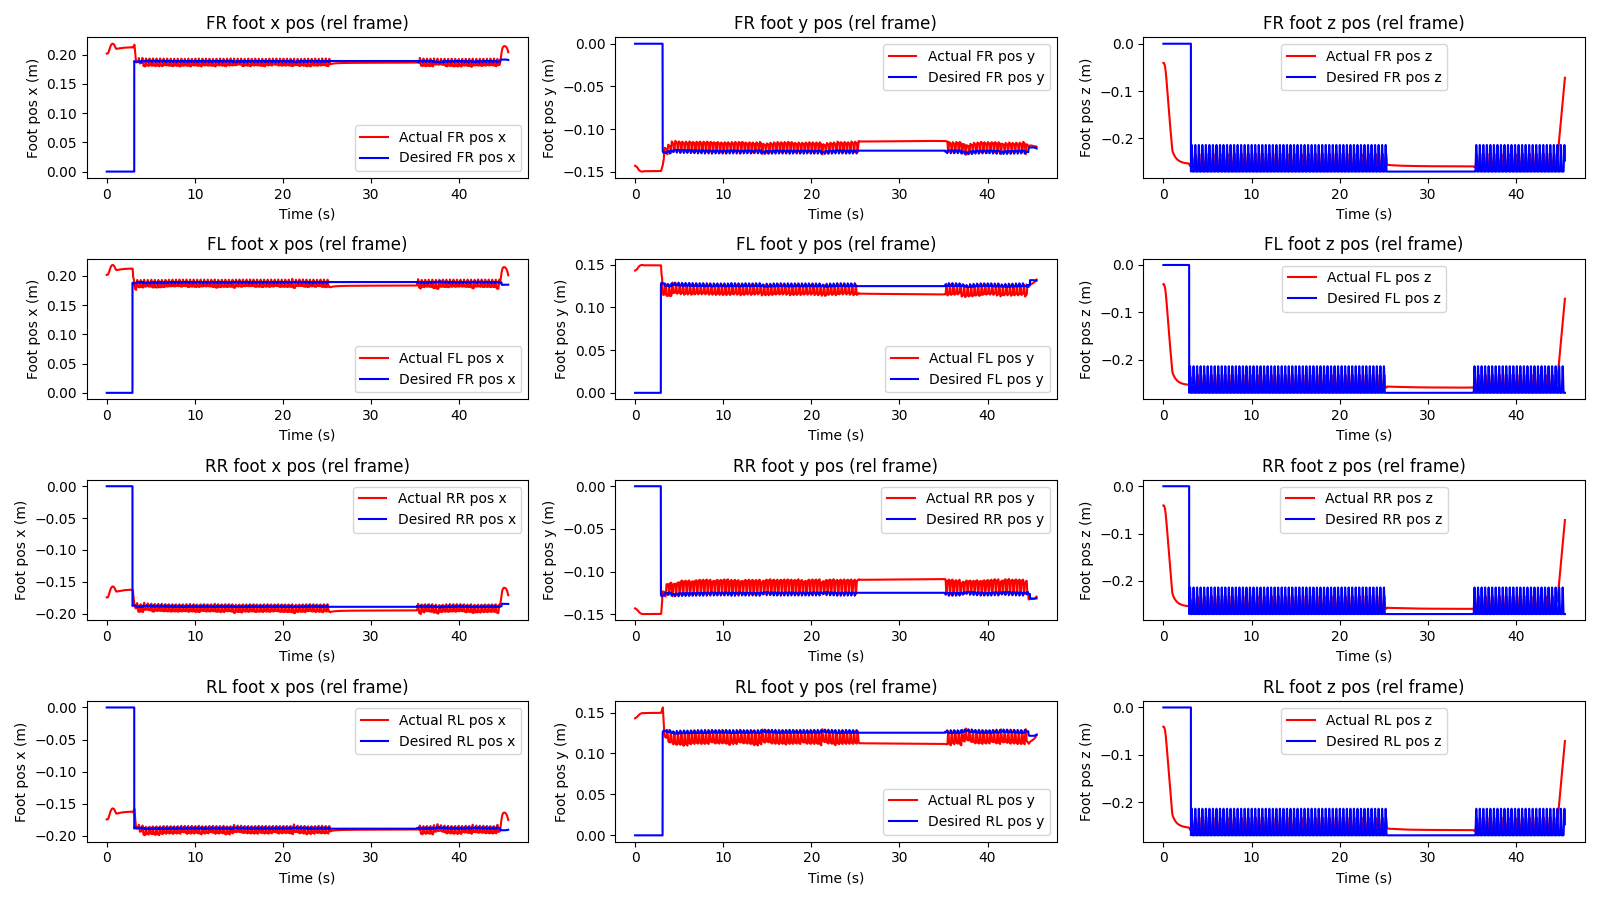 FR foot x pos (rel frame)
FR foot y pos (rel frame)
FR foot z pos (rel frame)
Foot pos x (m)
0.20
0.15
0.10
0.05
0.00
Actual FR pos x
Desired FR pos x
0 10 20 30 40
Time (s)
Foot pos y (m)
0.00
−0.05
−0.10
−0.15
Actual FR pos y
Desired FR pos y
0 10 20 30 40
Time (s)
Foot pos z (m)
0.0
−0.1
−0.2
Actual FR pos z
Desired FR pos z
0 10 20 30 40
Time (s)
FL foot x pos (rel frame)
FL foot y pos (rel frame)
FL foot z pos (rel frame)
Foot pos x (m)
0.20
0.15
0.10
0.05
0.00
Actual FL pos x
Desired FR pos x
0 10 20 30 40
Time (s)
Foot pos y (m)
0.15
0.10
0.05
0.00
Actual FL pos y
Desired FL pos y
0 10 20 30 40
Time (s)
Foot pos z (m)
0.0
−0.1
−0.2
Actual FL pos z
Desired FL pos z
0 10 20 30 40
Time (s)
RR foot x pos (rel frame)
RR foot y pos (rel frame)
RR foot z pos (rel frame)
Foot pos x (m)
0.00
−0.05
−0.10
−0.15
−0.20
Actual RR pos x
Desired RR pos x
0 10 20 30 40
Time (s)
Foot pos y (m)
0.00
−0.05
−0.10
−0.15
Actual RR pos y
Desired RR pos y
0 10 20 30 40
Time (s)
Foot pos z (m)
0.0
−0.1
−0.2
Actual RR pos z
Desired RR pos z
0 10 20 30 40
Time (s)
RL foot x pos (rel frame)
RL foot y pos (rel frame)
RL foot z pos (rel frame)
Foot pos x (m)
0.00
−0.05
−0.10
−0.15
−0.20
Actual RL pos x
Desired RL pos x
0 10 20 30 40
Time (s)
Foot pos y (m)
0.15
0.10
0.05
0.00
Actual RL pos y
Desired RL pos y
0 10 20 30 40
Time (s)
Foot pos z (m)
0.0
−0.1
−0.2
Actual RL pos z
Desired RL pos z
0 10 20 30 40
Time (s)